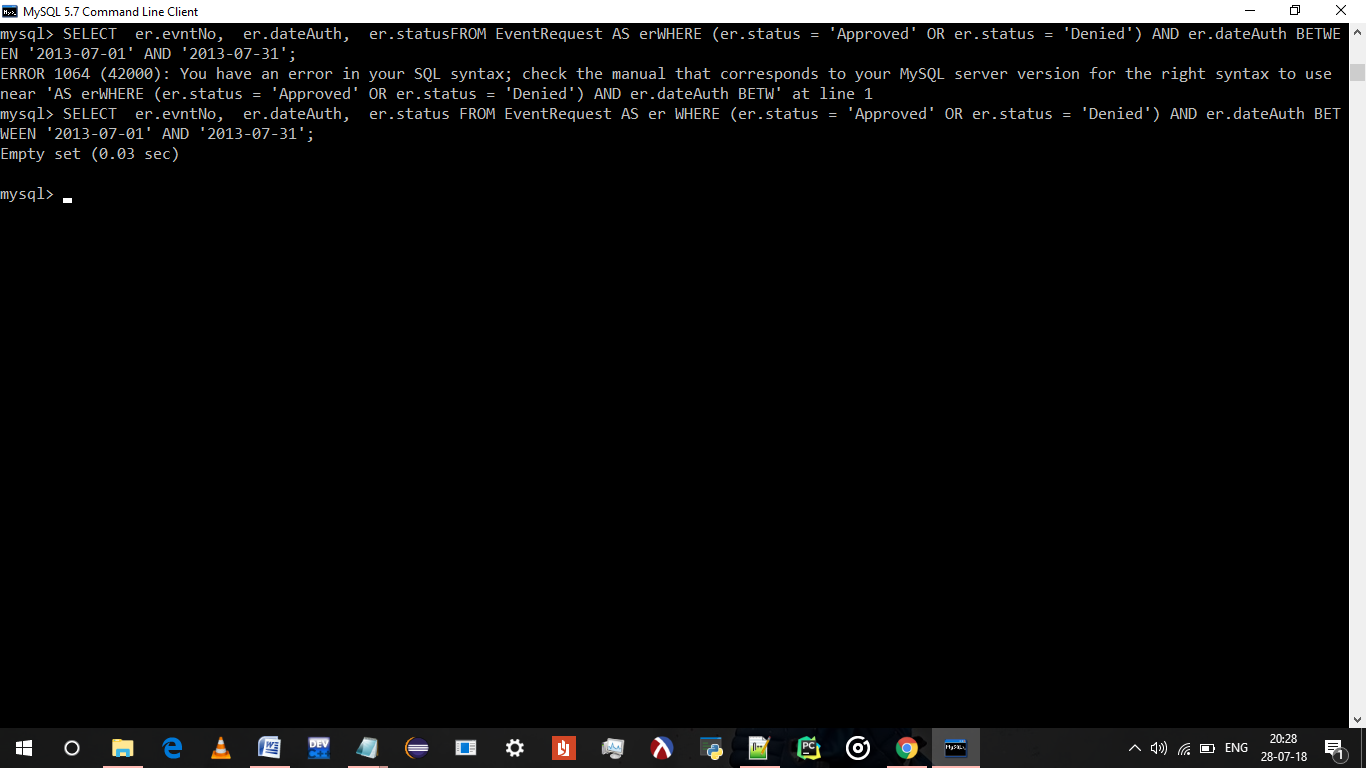 MySQL 5.7 Command Line Client
mysql> SELECT  er.evntNo,  er.dateAuth,  er.statusFROM EventRequest AS erWHERE (er.status = 'Approved' OR er.status = 'Denied') AND er.dateAuth BETWE
EN '2013-07-01' AND '2013-07-31';
ERROR 1064 (42000): You have an error in your SQL syntax; check the manual that corresponds to your MySQL server version for the right syntax to use
near 'AS erWHERE (er.status = 'Approved' OR er.status = 'Denied') AND er.dateAuth BETW' at line 1
mysql> SELECT  er.evntNo,  er.dateAuth,  er.status FROM EventRequest AS er WHERE (er.status = 'Approved' OR er.status = 'Denied') AND er.dateAuth BET
WEEN '2013-07-01' AND '2013-07-31';
Empty set (0.03 sec)
mysql>
DEV
PC
MySQL
ENG
20:28
28-07-18
1